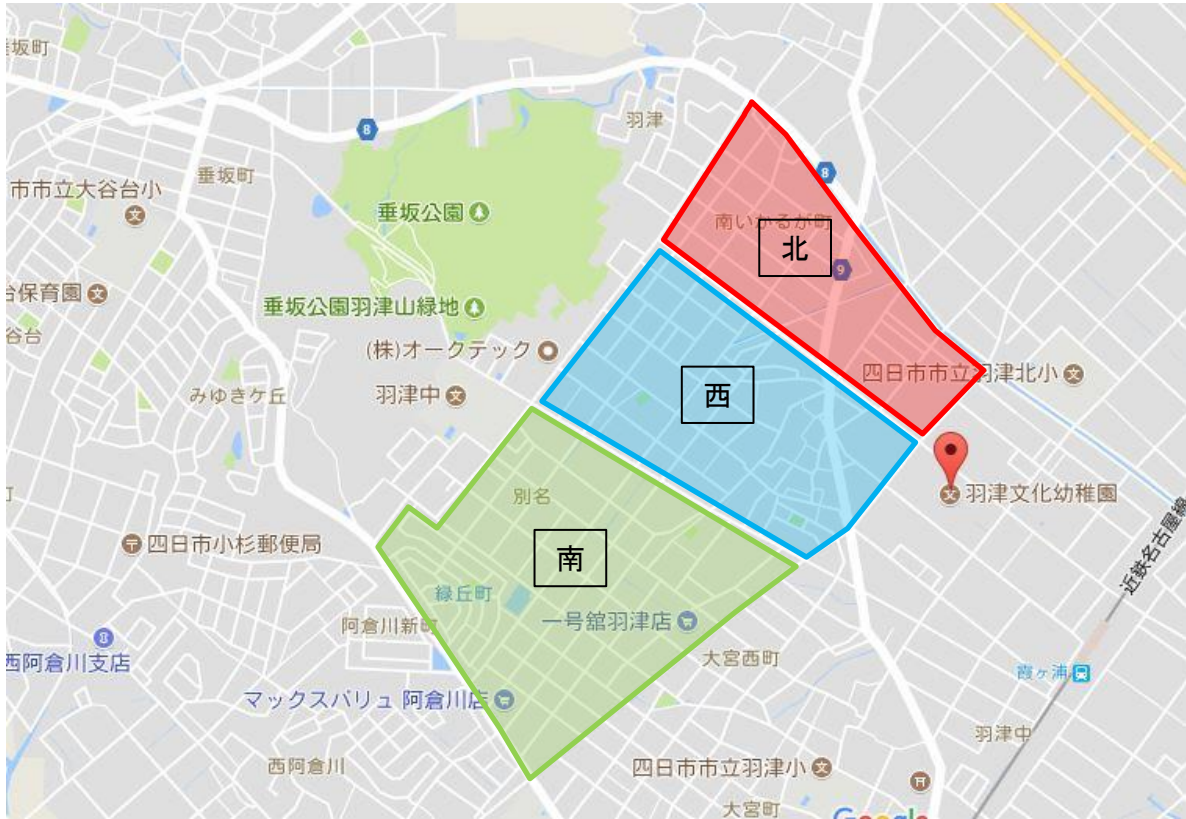 垂坂町
8
羽津
垂坂町
市市立大谷台小
8
垂坂公園
南いかるが町
北
9
台保育園
垂坂公園羽津山緑地
谷台
(株)オークテック
四日市市立羽津北小
みゆきケ丘
羽津中
西
別名
羽津文化幼稚園
四日市小杉郵便局
南
近鉄名古屋線
緑丘町
阿倉川新町
一号舘羽津店
西阿倉川支店
大宮西町
霞ヶ浦
マックスバリュ 阿倉川店
羽津中
西阿倉川
四日市市立羽津小
大宮町
Google